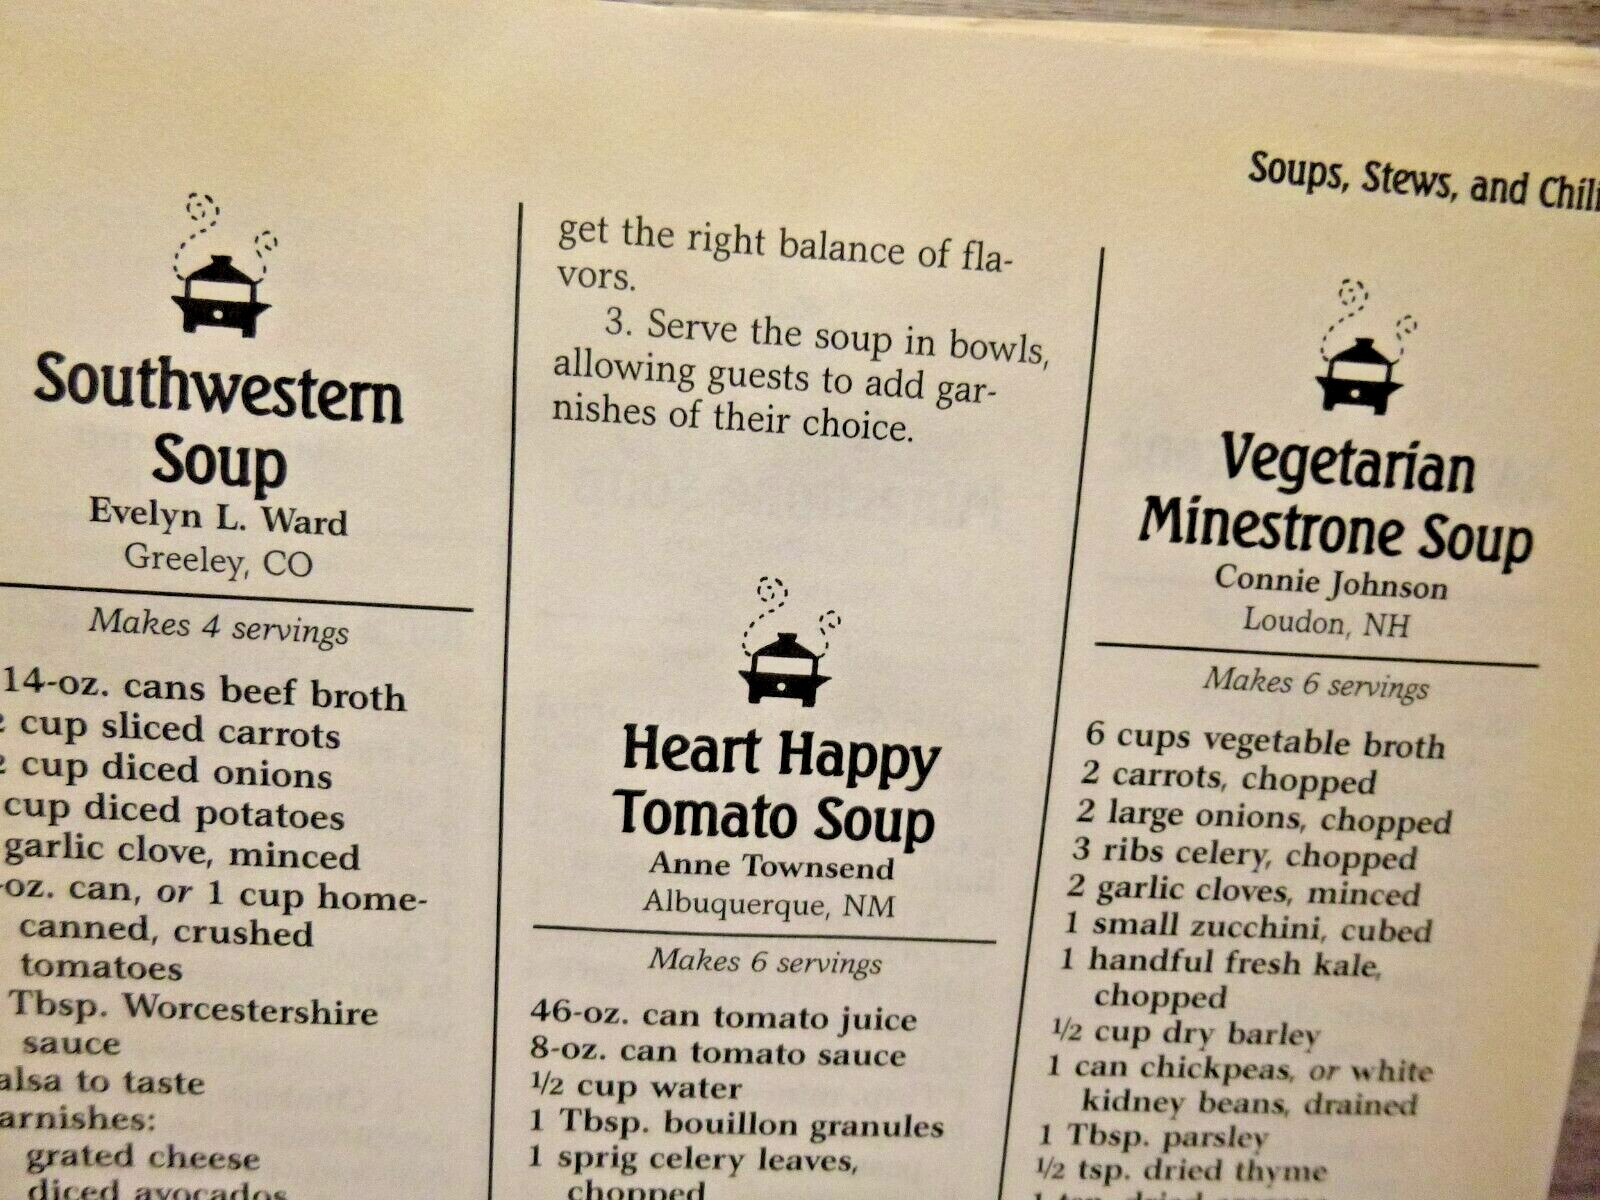 Soups, Stews, and Chili
Southwestern
Soup
Evelyn L. Ward
Greeley, CO
Makes 4 servings
14-oz. cans beef broth
cup sliced carrots
cup diced onions
cup diced potatoes
garlic clove, minced
-oz. can, or 1 cup home-
canned, crushed
tomatoes
Tbsp. Worcestershire
sauce
alsa to taste
arnishes:
grated cheese
diced avocados
get the right balance of fla-
vors.
3. Serve the soup in bowls,
allowing guests to add gar-
nishes of their choice.
Heart Happy
Tomato Soup
Anne Townsend
Albuquerque, NM
Makes 6 servings
46-oz. can tomato juice
8-oz. can tomato sauce
1/2 cup water
1 Tbsp. bouillon granules
1 sprig celery leaves,
chopped
Vegetarian
Minestrone Soup
Connie Johnson
Loudon, NH
Makes 6 servings
6 cups vegetable broth
2 carrots, chopped
2 large onions, chopped
3 ribs celery, chopped
2 garlic cloves, minced
1 small zucchini, cubed
1 handful fresh kale,
chopped
1/2 cup dry barley
1 can chickpeas, or white
kidney beans, drained
1 Tbsp. parsley
1/2 tsp. dried thyme